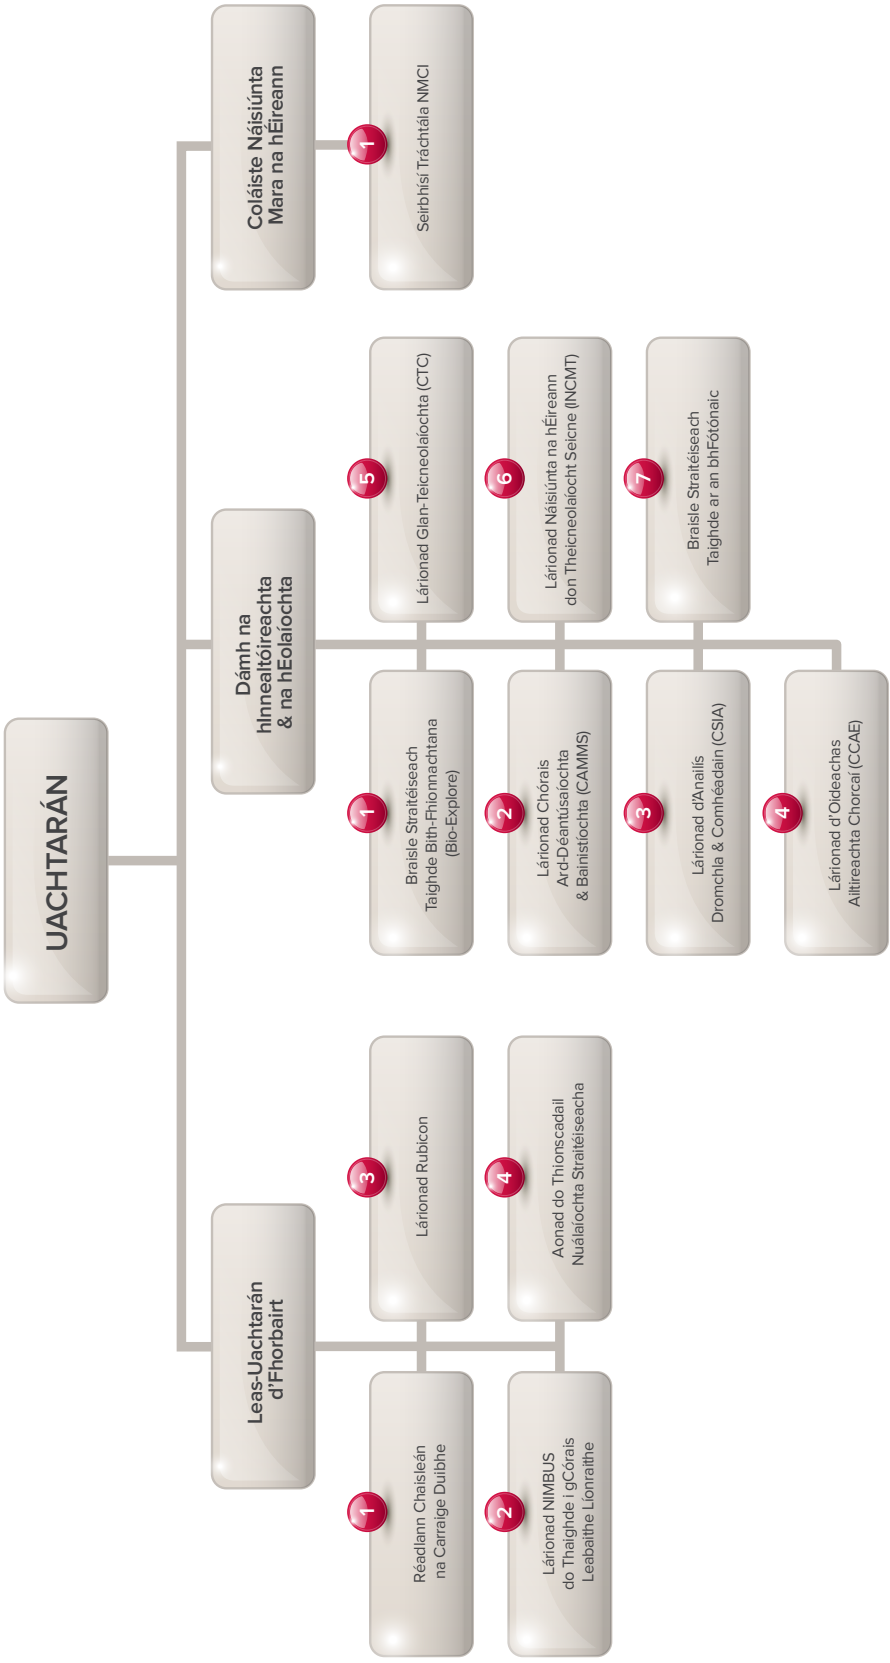 UACHTARÁN
Leas-Uachtarán
d'Fhorbairt
1
Réadlann Chaisleán
na Carraige Duibhe
2
Lárionad NIMBUS
do Thaighde i gCórais
Leabaithe Líonraithe
3
Lárionad Rubicon
4
Aonad do Thionscadail
Nuálaíochta Straitéiseacha
Dámh na
hInnealtóireachta
& na hEolaíochta
1
Braisle Straitéiseach
Taighde Bith-Fhionnachtana
(Bio-Explore)
2
Lárionad Chórais
Ard-Déantúsaíochta
& Bainistíochta (CAMMS)
3
Lárionad d'Anailís
Dromchla & Comhéadain (CSIA)
4
Lárionad d'Oideachas
Ailtireachta Chorcaí (CCAE)
5
Lárionad Glan-Teicneolaíochta (CTC)
6
Lárionad Náisiúnta na hÉireann
don Theicneolaíocht Seicne (INCMT)
7
Braisle Straitéiseach
Taighde ar an bhFótónaic
Coláiste Náisiúnta
Mara na hÉireann
1
Seirbhísí Tráchtála NMCI